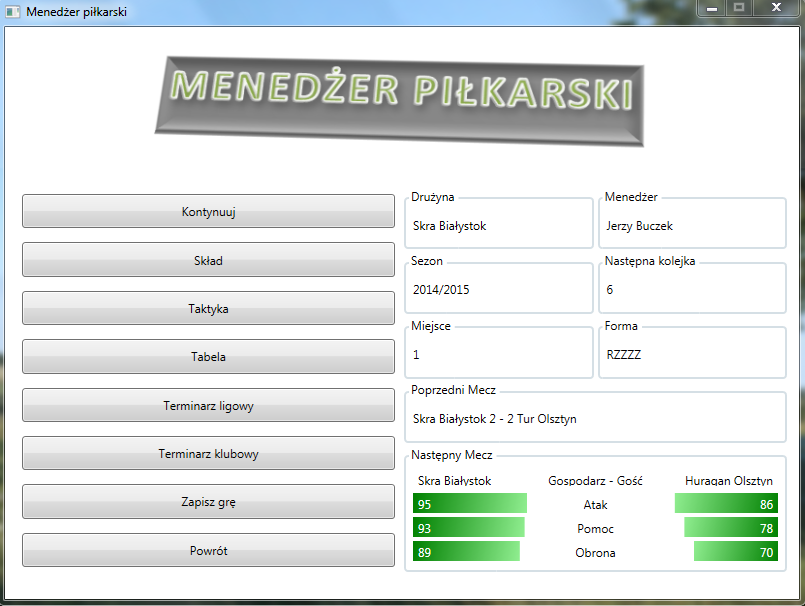 Menedżer piłkarski
MENEDŻER PIŁKARSKI
Kontynuuj
Skład
Taktyka
Tabela
Terminarz ligowy
Terminarz klubowy
Zapisz grę
Powrót
Drużyna
Skra Białystok
Menedżer
Jerzy Buczek
Sezon
2014/2015
Następna kolejka
6
Miejsce
1
Forma
RZZZZ
Poprzedni Mecz
Skra Białystok 2 - 2 Tur Olsztyn
Następny Mecz
Skra Białystok Gospodarz - Gość Huragan Olsztyn
95 Atak 86
93 Pomoc 78
89 Obrona 70